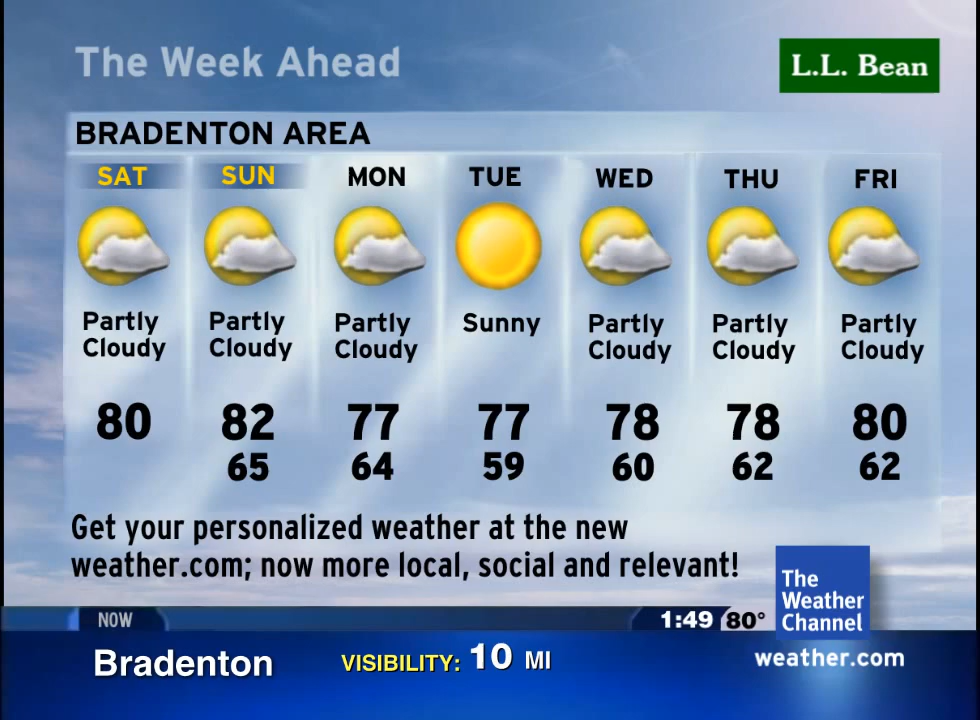 The Week Ahead
L.L. Bean
BRADENTON AREA
SAT SUN MON TUE WED THU FRI
Partly Cloudy Partly Cloudy Partly Cloudy Sunny Partly Cloudy Partly Cloudy Partly Cloudy
80 82 77 77 78 78 80
65 64 59 60 62 62
Get your personalized weather at the new
weather.com; now more local, social and relevant!
The
Weather
Channel
NOW 1:49 80°
Bradenton VISIBILITY: 10 MI weather.com